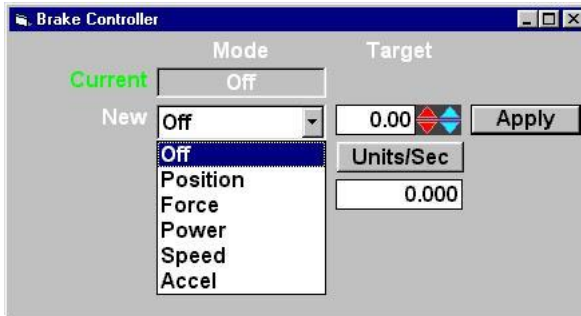 Brake Controller
Mode Target
Current Off
New Off 0.00 Apply
Off Units/Sec
Position 0.000
Force
Power
Speed
Accel